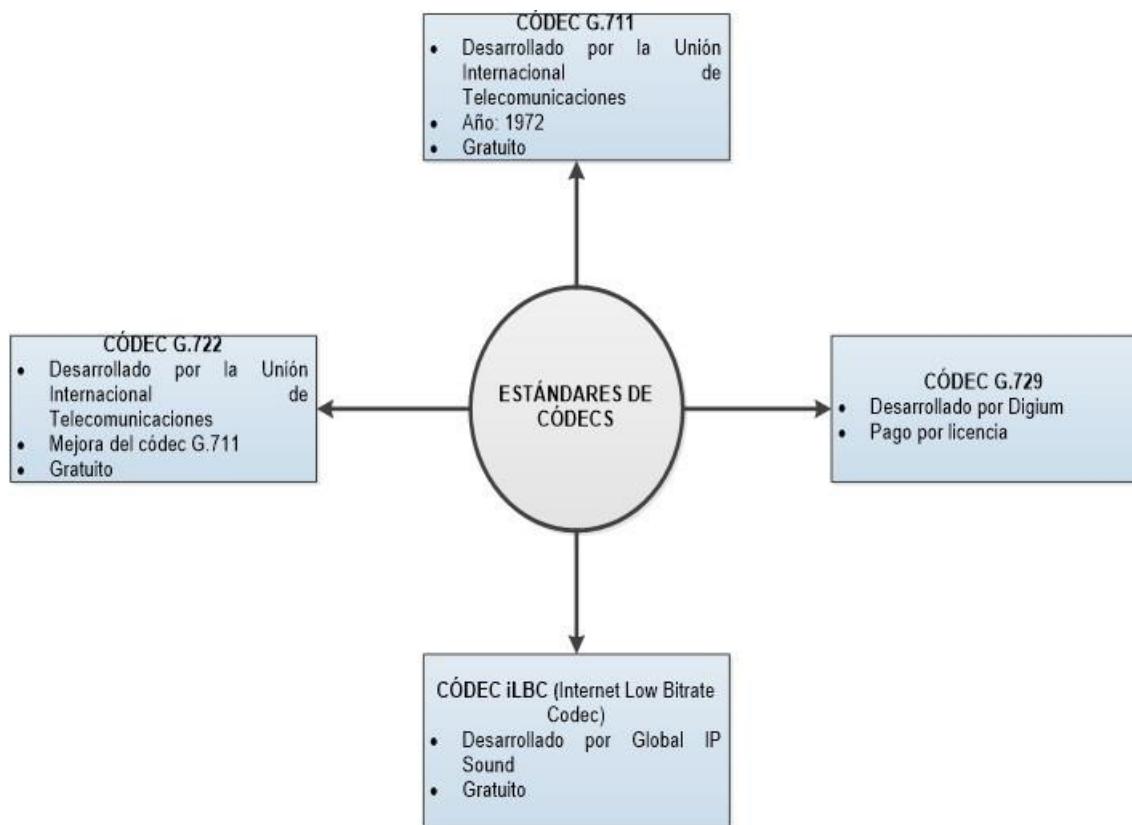 CÓDEC G.711
• Desarrollado por la Unión
Internacional de
Telecomunicaciones
• Año: 1972
• Gratuito
CÓDEC G.722
• Desarrollado por la Unión
Internacional de
Telecomunicaciones
• Mejora del códec G.711
• Gratuito
ESTÁNDARES DE
CÓDECS
CÓDEC G.729
• Desarrollado por Digium
• Pago por licencia
CÓDEC iLBC (Internet Low Bitrate
Codec)
• Desarrollado por Global IP
Sound
• Gratuito